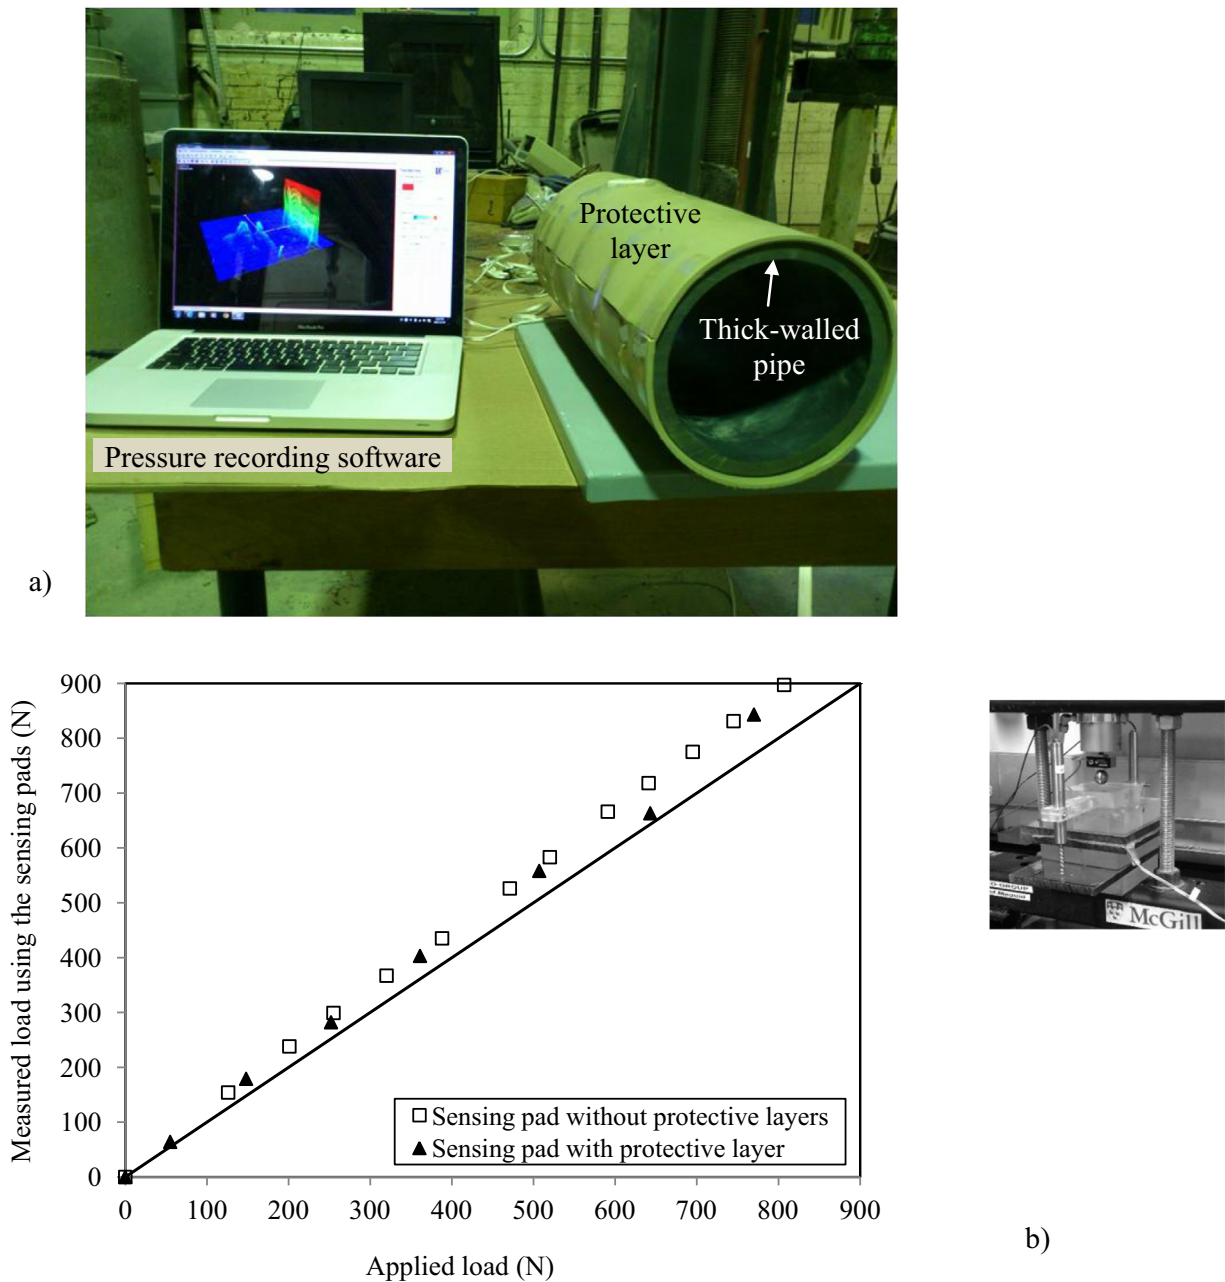 Protective
layer
Thick-walled
pipe
MacBook Pro
Pressure recording software
a)
Measured load using the sensing pads (N)
900
800
700
600
500
400
300
200
100
0
Sensing pad without protective layers
Sensing pad with protective layer
0 100 200 300 400 500 600 700 800 900
Applied load (N)
McGill
b)